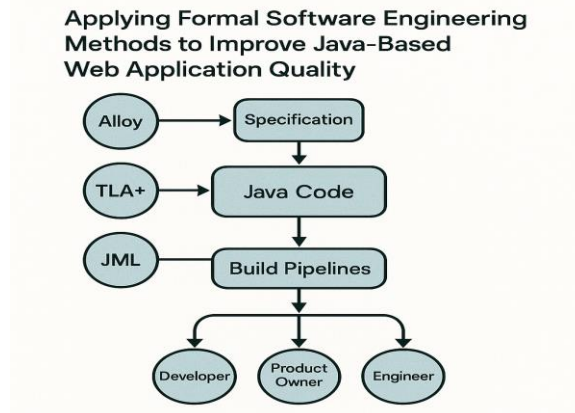 Applying Formal Software Engineering
Methods to Improve Java-Based
Web Application Quality
Alloy
Specification
TLA+
Java Code
JML
Build Pipelines
Developer
Product
Owner
Engineer